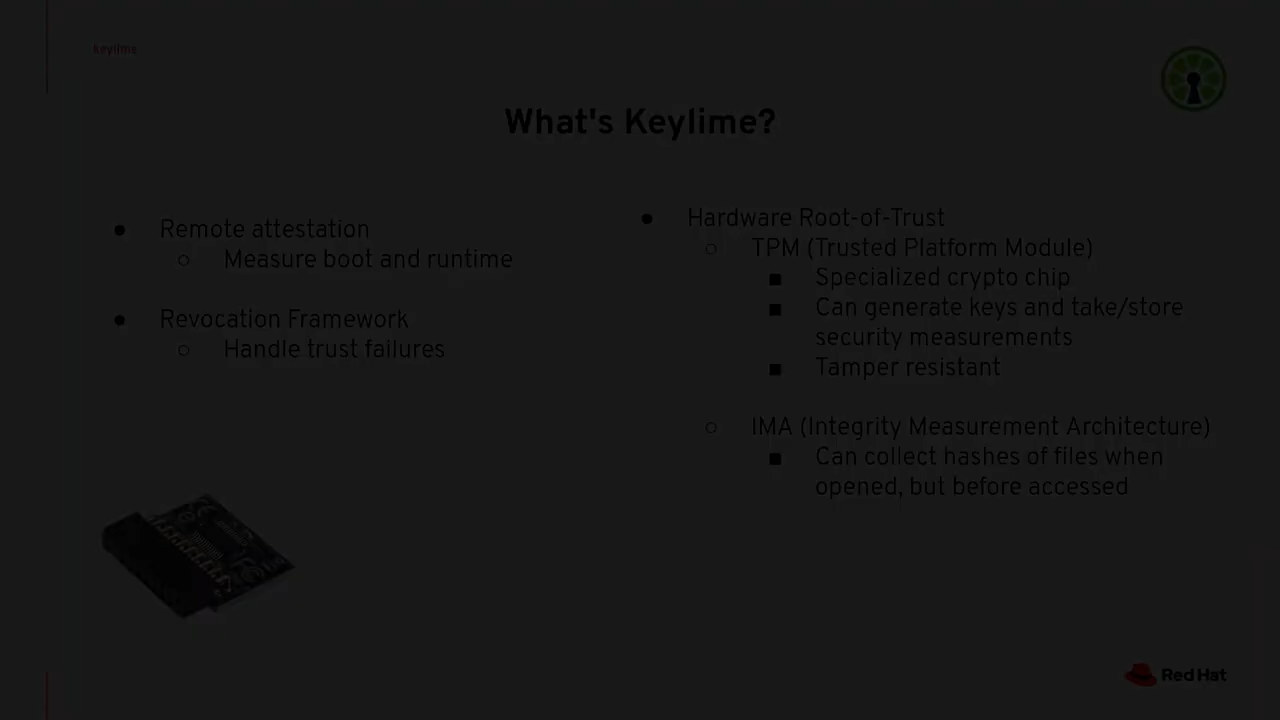 keylime
What's Keylime?
● Remote attestation
○ Measure boot and runtime
● Revocation Framework
○ Handle trust failures
● Hardware Root-of-Trust
○ TPM (Trusted Platform Module)
■ Specialized crypto chip
■ Can generate keys and take/store
security measurements
■ Tamper resistant
○ IMA (Integrity Measurement Architecture)
■ Can collect hashes of files when
opened, but before accessed
Red Hat